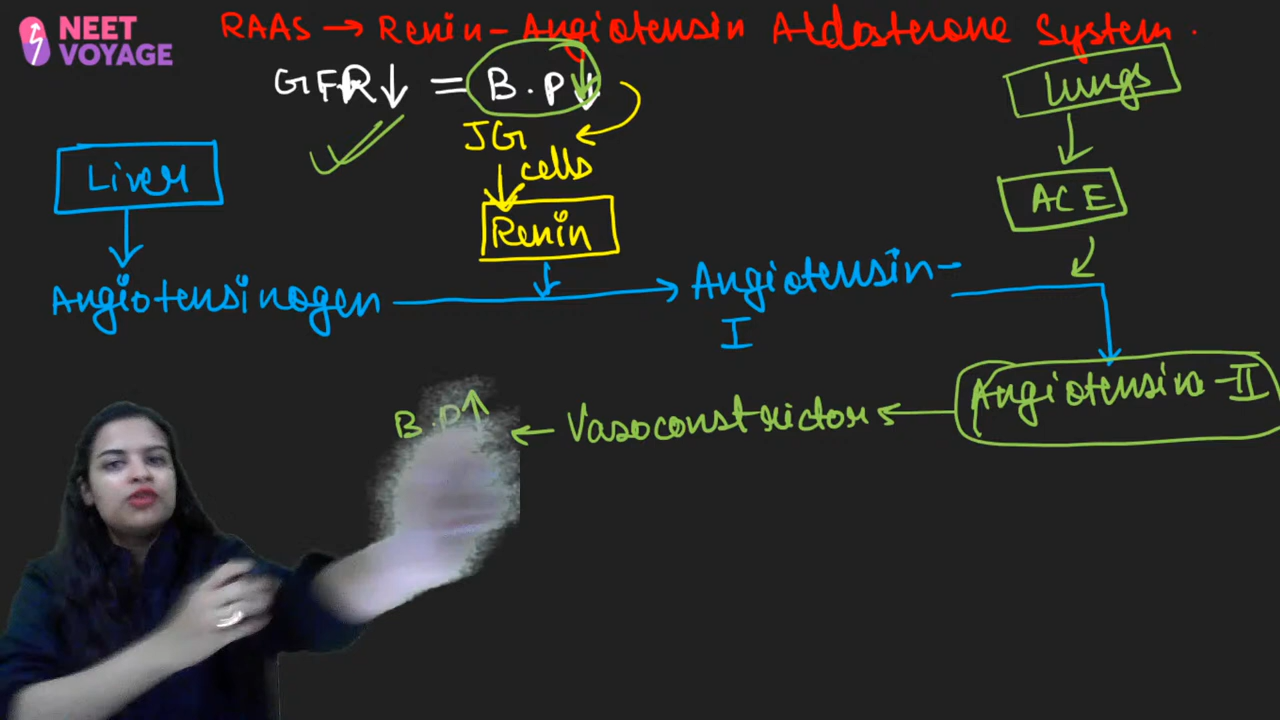 NEET
VOYAGE
RAAS → Renin-Angiotensin Aldosterone System.
GFR↓ = B.P↓
Lungs
JG
cells
Liver
ACE
Renin
Angiotensinogen
Angiotensin-
I
Angiotensin-II
B.P↑ ← Vasoconstrictor ←